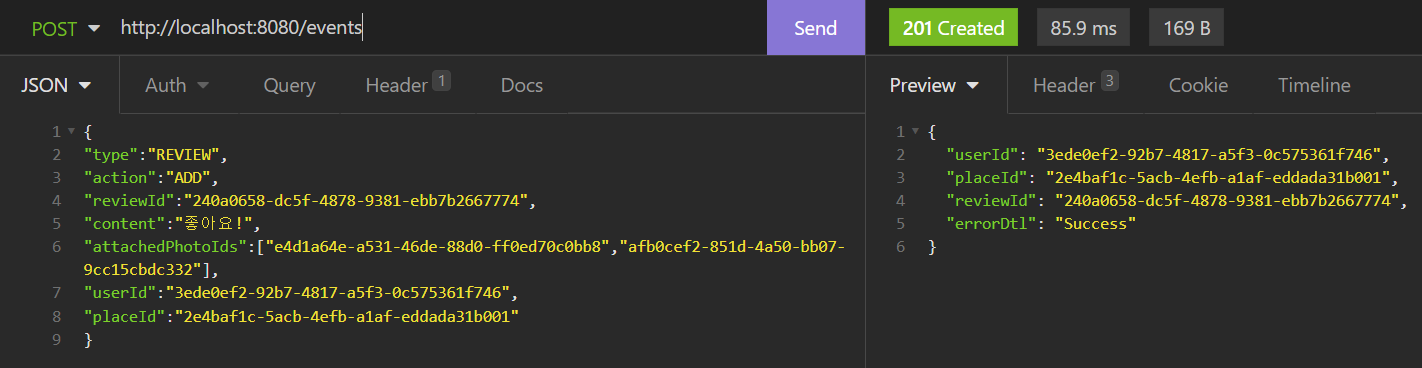 POST http://localhost:8080/events Send 201 Created 85.9 ms 169 B
JSON Auth Query Header 1 Docs Preview Header 3 Cookie Timeline
1 {
2 "type":"REVIEW",
3 "action":"ADD",
4 "reviewId":"240a0658-dc5f-4878-9381-ebb7b2667774",
5 "content":"좋아요!",
6 "attachedPhotoIds":["e4d1a64e-a531-46de-88d0-ff0ed70c0bb8","afb0cef2-851d-4a50-bb07-
9cc15cbdc332"],
7 "userId":"3ede0ef2-92b7-4817-a5f3-0c575361f746",
8 "placeId":"2e4baf1c-5acb-4efb-a1af-eddada31b001"
9 }
1 {
2 "userId": "3ede0ef2-92b7-4817-a5f3-0c575361f746",
3 "placeId": "2e4baf1c-5acb-4efb-a1af-eddada31b001",
4 "reviewId": "240a0658-dc5f-4878-9381-ebb7b2667774",
5 "errorDtl": "Success"
6 }